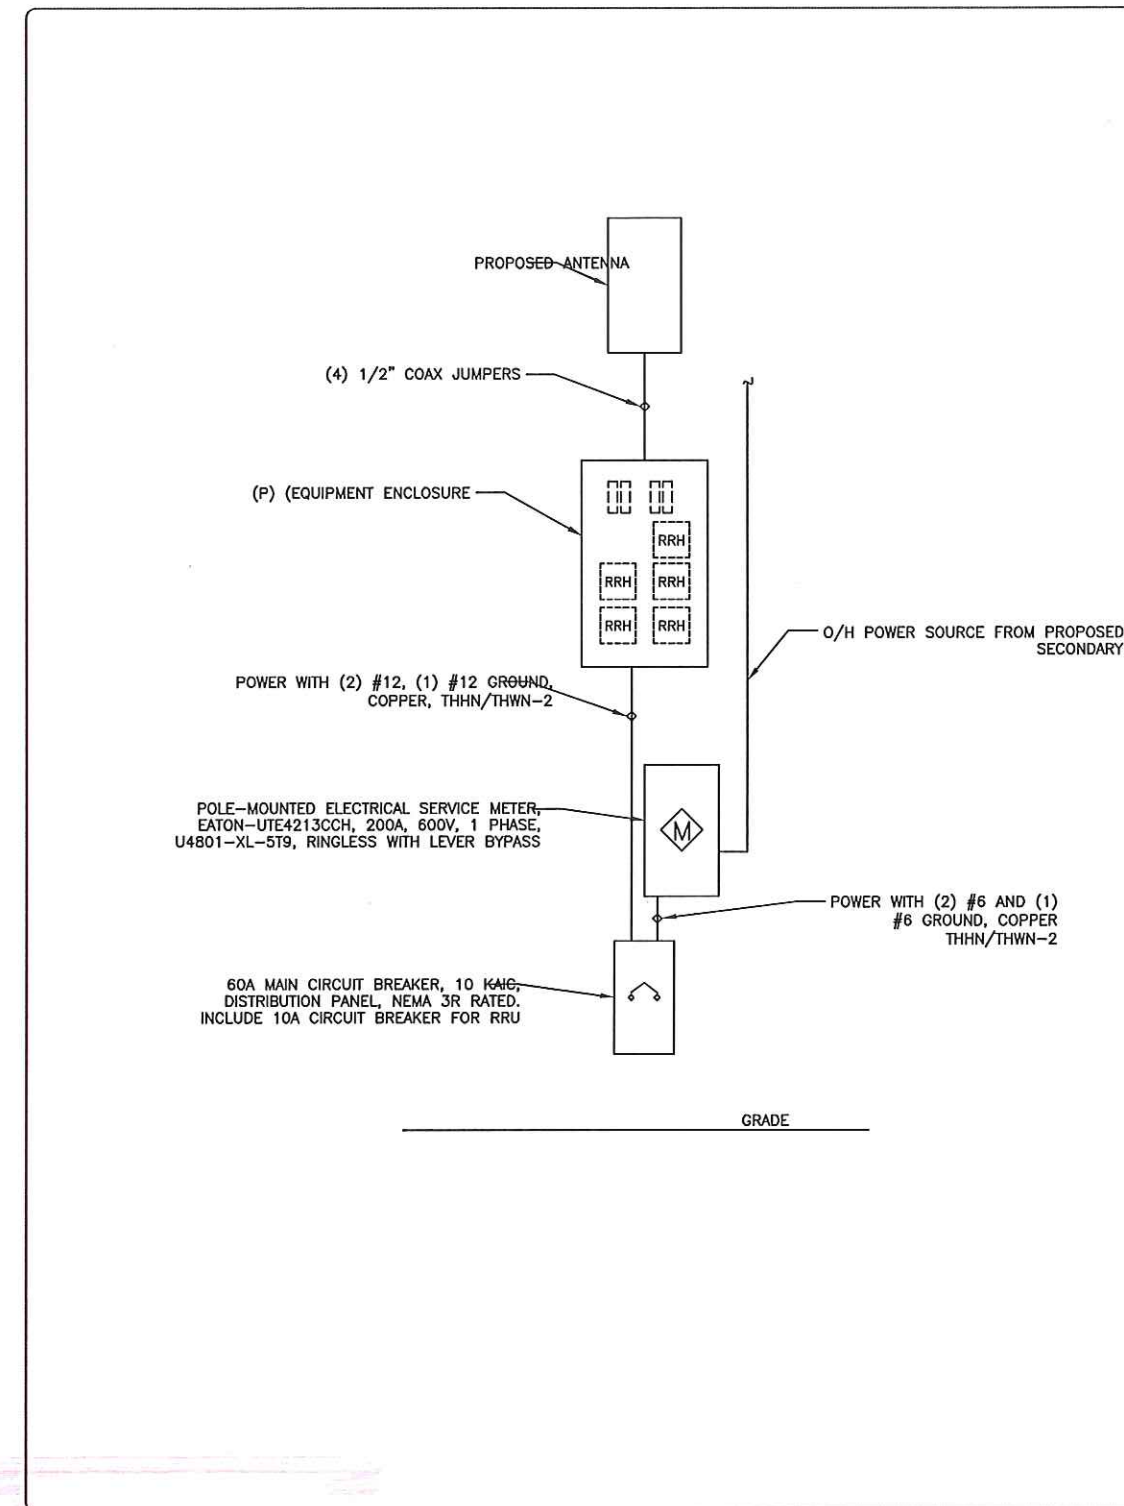 PROPOSED ANTENNA
(4) 1/2" COAX JUMPERS
(P) (EQUIPMENT ENCLOSURE
RRH
RRH RRH
RRH RRH
O/H POWER SOURCE FROM PROPOSED
SECONDARY
POWER WITH (2) #12, (1) #12 GROUND,
COPPER, THHN/THWN-2
POLE-MOUNTED ELECTRICAL SERVICE METER,
EATON-UTE4213CCH, 200A, 600V, 1 PHASE,
U4801-XL-5T9, RINGLESS WITH LEVER BYPASS
M
POWER WITH (2) #6 AND (1)
#6 GROUND, COPPER
THHN/THWN-2
60A MAIN CIRCUIT BREAKER, 10 KAIC,
DISTRIBUTION PANEL, NEMA 3R RATED.
INCLUDE 10A CIRCUIT BREAKER FOR RRU
GRADE